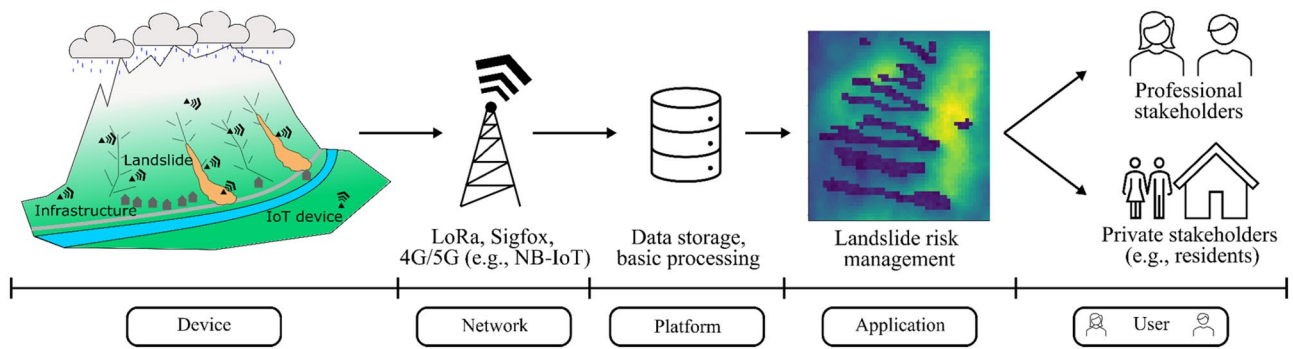 Landslide
Infrastructure
IoT device
LoRa, Sigfox,
4G/5G (e.g., NB-IoT)
Data storage,
basic processing
Landslide risk
management
Professional
stakeholders
Private stakeholders
(e.g., residents)
Device
Network
Platform
Application
User